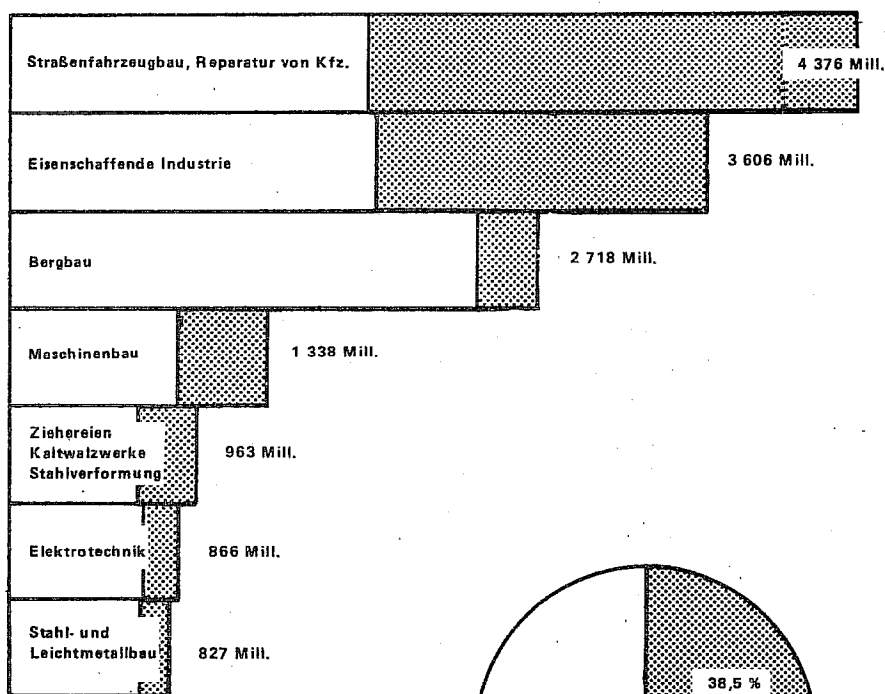 Straßenfahrzeugbau, Reparatur von Kfz.
4 376 Mill.
Eisenschaffende Industrie
3 606 Mill.
Bergbau
2 718 Mill.
Maschinenbau
1 338 Mill.
Ziehereien
Kaltwalzwerke
Stahlverformung
963 Mill.
Elektrotechnik
866 Mill.
Stahl- und
Leichtmetallbau
827 Mill.
38,5 %